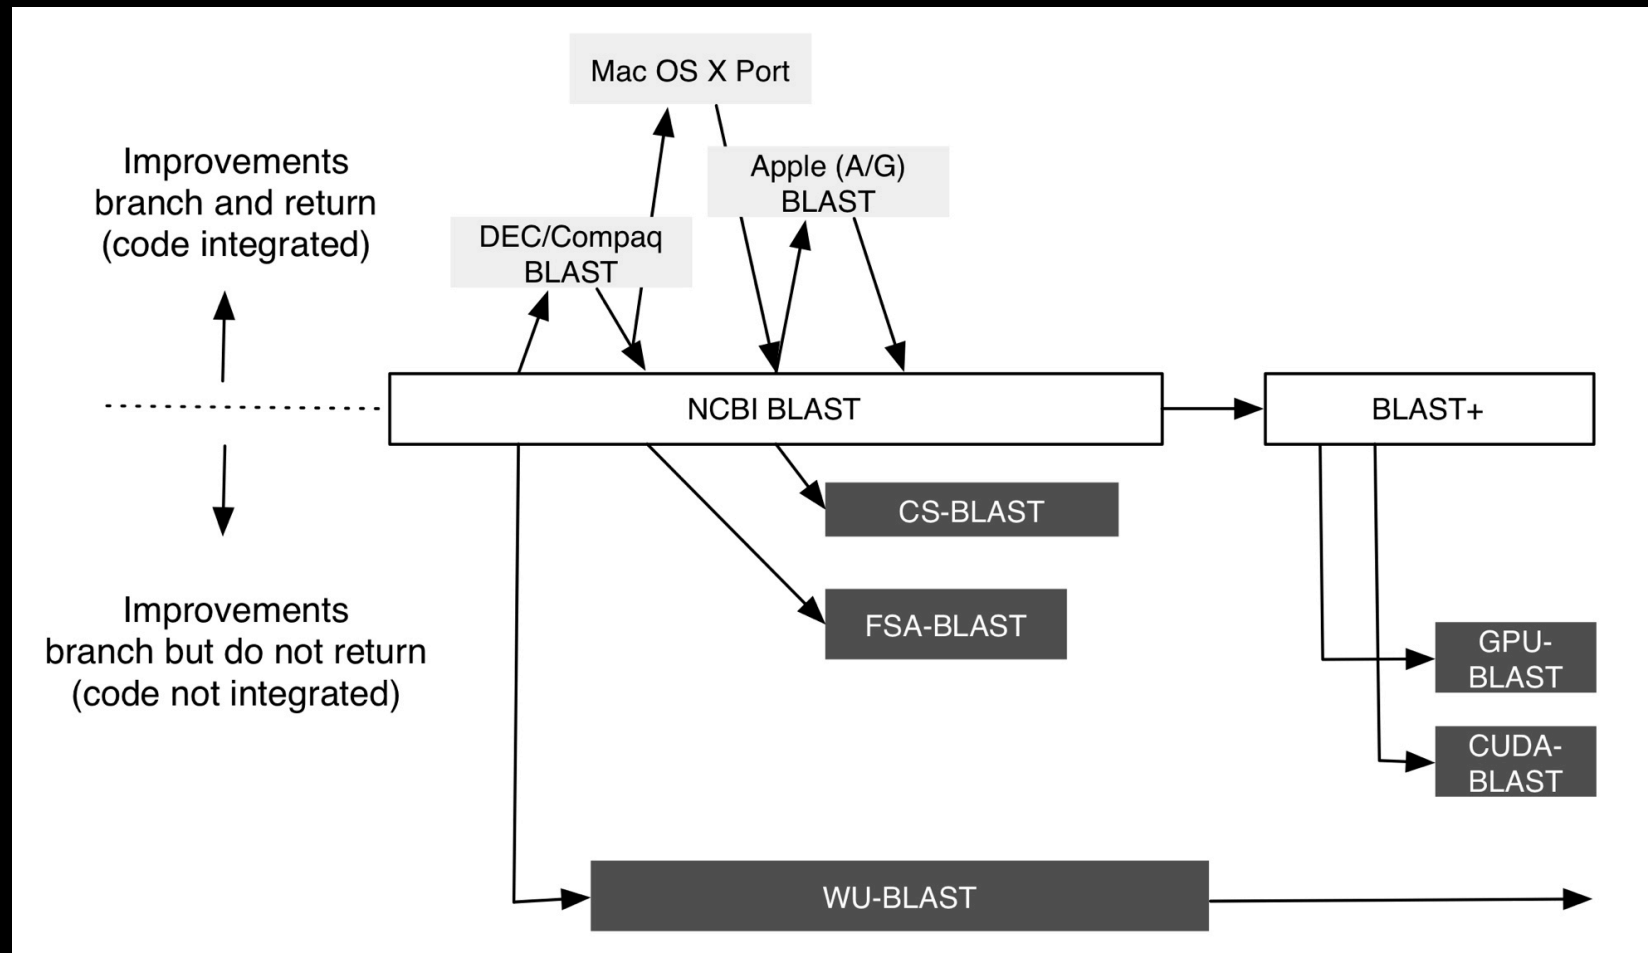 Mac OS X Port
Apple (A/G)
BLAST
Improvements
branch and return
(code integrated)
DEC/Compaq
BLAST
NCBI BLAST
BLAST+
CS-BLAST
FSA-BLAST
Improvements
branch but do not return
(code not integrated)
GPU-
BLAST
CUDA-
BLAST
WU-BLAST